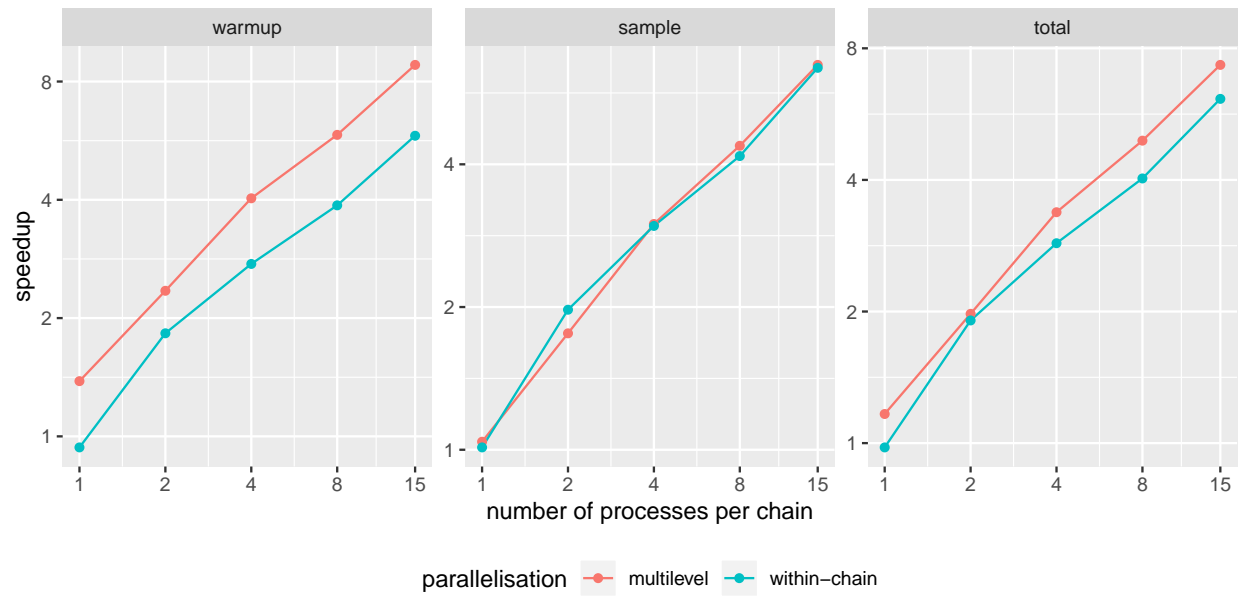 warmup
sample
total
speedup
8
4
2
1
4
2
1
8
4
2
1
1 2 4 8 15
1 2 4 8 15
1 2 4 8 15
number of processes per chain
parallelisation multilevel within−chain